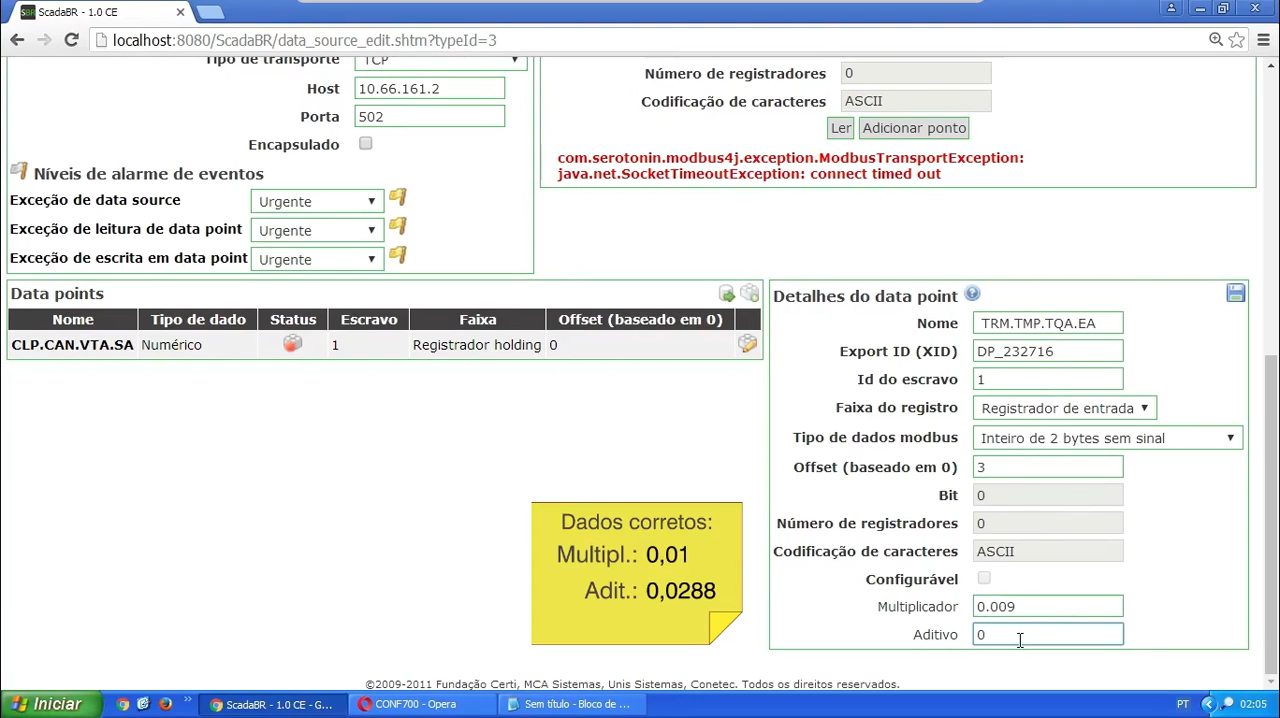 ScadaBR - 1.0 CE
localhost:8080/ScadaBR/data_source_edit.shtm?typeId=3
Tipo de transporte TCP
Host 10.66.161.2
Porta 502
Encapsulado
Níveis de alarme de eventos
Exceção de data source Urgente
Exceção de leitura de data point Urgente
Exceção de escrita em data point Urgente
Número de registradores 0
Codificação de caracteres ASCII
Ler Adicionar ponto
com.serotonin.modbus4j.exception.ModbusTransportException:
java.net.SocketTimeoutException: connect timed out
Data points
Nome Tipo de dado Status Escravo Faixa Offset (baseado em 0)
CLP.CAN.VTA.SA Numérico 1 Registrador holding 0
Detalhes do data point
Nome TRM.TMP.TQA.EA
Export ID (XID) DP_232716
Id do escravo 1
Faixa do registro Registrador de entrada
Tipo de dados modbus Inteiro de 2 bytes sem sinal
Offset (baseado em 0) 3
Bit 0
Número de registradores 0
Codificação de caracteres ASCII
Configurável
Multiplicador 0.009
Aditivo 0
Dados corretos:
Multipl.: 0,01
Adit.: 0,0288
©2009-2011 Fundação Certi, MCA Sistemas, Unis Sistemas, Conetec. Todos os direitos reservados.
Iniciar ScadaBR - 1.0 CE - G... CONF700 - Opera Sem título - Bloco de ... PT 02:05